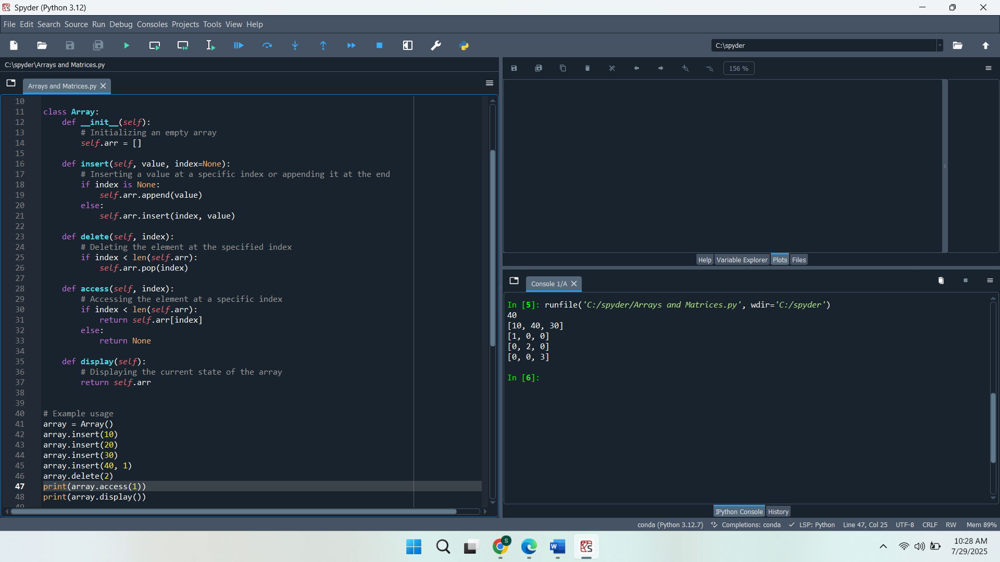 Spyder (Python 3.12)
File Edit Search Source Run Debug Consoles Projects Tools View Help
C:\spyder
C:\spyder\Arrays and Matrices.py
156 %
Arrays and Matrices.py
10
11 class Array:
12     def __init__(self):
13         # Initializing an empty array
14         self.arr = []
15
16     def insert(self, value, index=None):
17         # Inserting a value at a specific index or appending it at the end
18         if index is None:
19             self.arr.append(value)
20         else:
21             self.arr.insert(index, value)
22
23     def delete(self, index):
24         # Deleting the element at the specified index
25         if index < len(self.arr):
26             self.arr.pop(index)
27
28     def access(self, index):
29         # Accessing the element at a specific index
30         if index < len(self.arr):
31             return self.arr[index]
32         else:
33             return None
34
35     def display(self):
36         # Displaying the current state of the array
37         return self.arr
38
39
40 # Example usage
41 array = Array()
42 array.insert(10)
43 array.insert(20)
44 array.insert(30)
45 array.insert(40, 1)
46 array.delete(2)
47 print(array.access(1))
48 print(array.display())
49
Help Variable Explorer Plots Files
Console 1/A
In [5]: runfile('C:/spyder/Arrays and Matrices.py', wdir='C:/spyder')
40
[10, 40, 30]
[1, 0, 0]
[0, 2, 0]
[0, 0, 3]
In [6]:
IPython Console History
conda (Python 3.12.7) Completions: conda LSP: Python Line 47, Col 25 UTF-8 CRLF RW Mem 89%
S
W
10:28 AM
7/29/2025